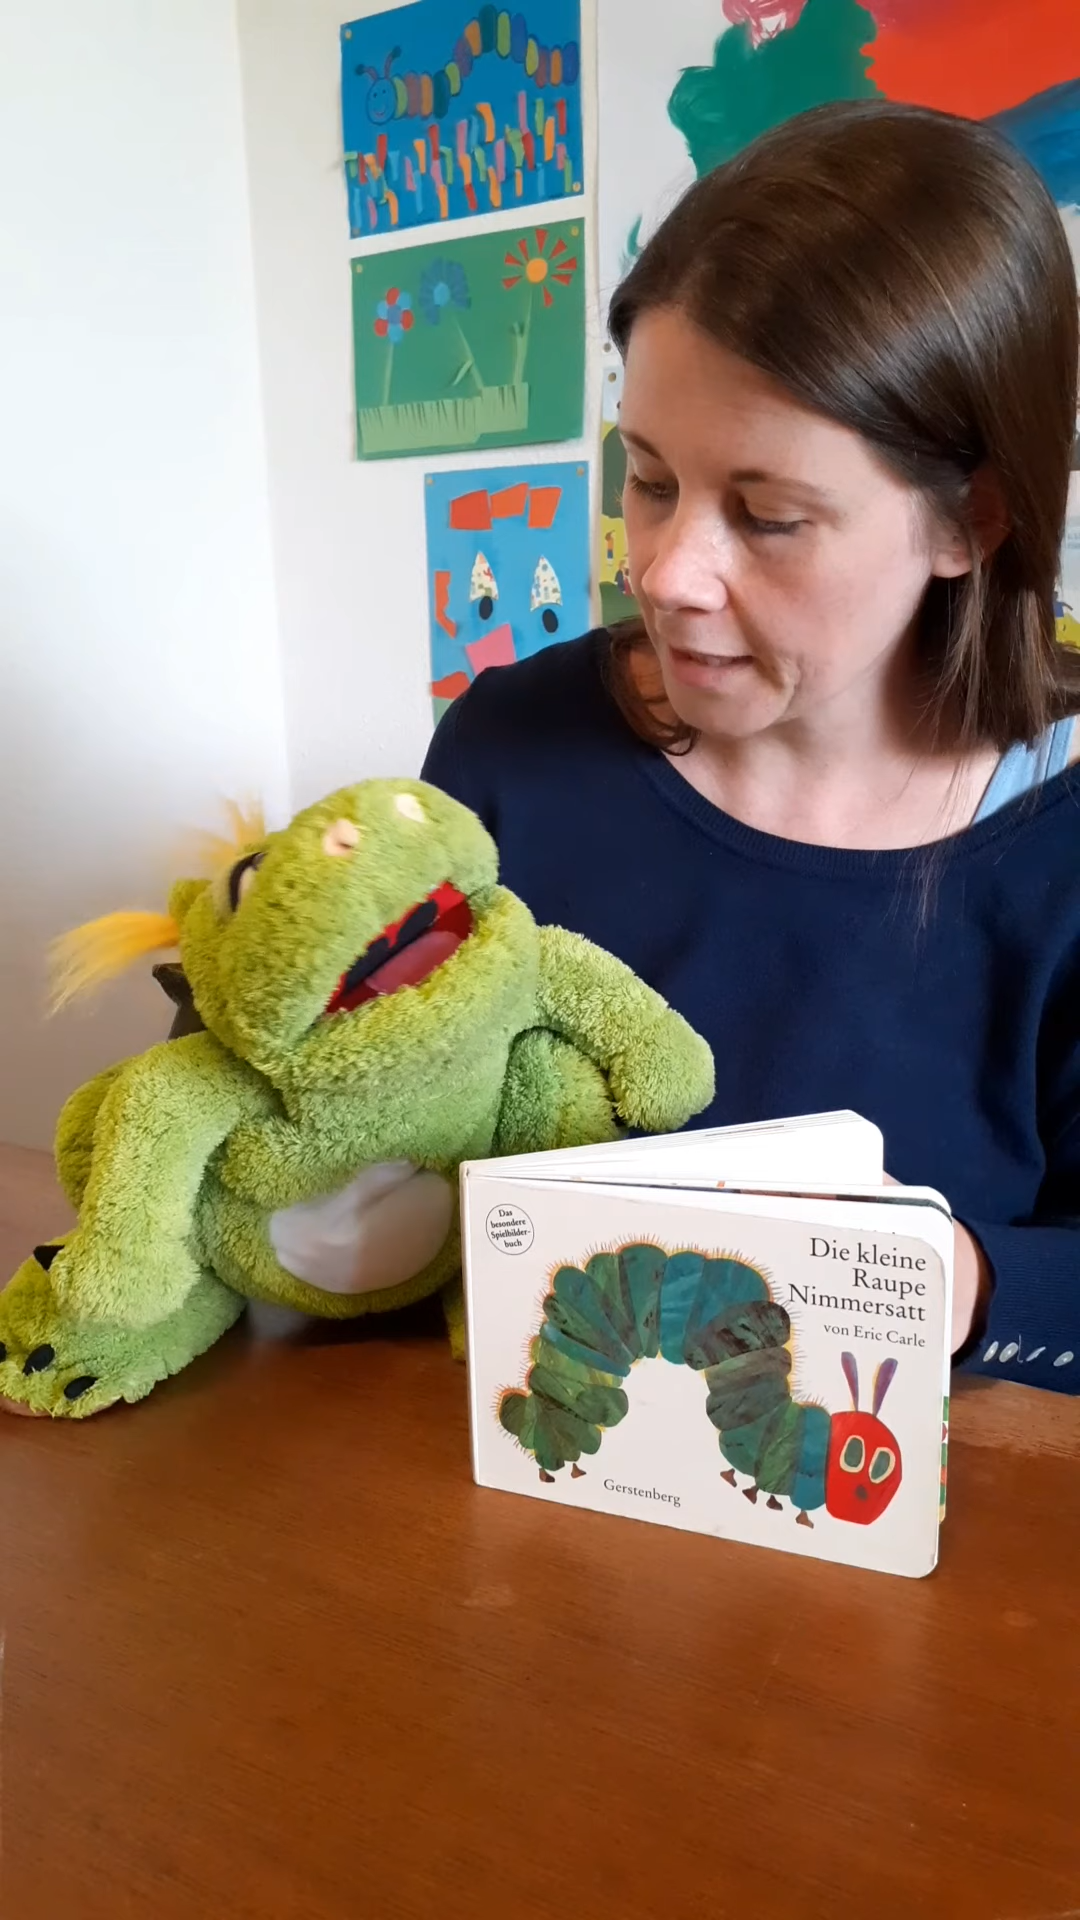 Das
besondere
Spielbilder-
buch
Die kleine
Raupe
Nimmersatt
von Eric Carle
Gerstenberg